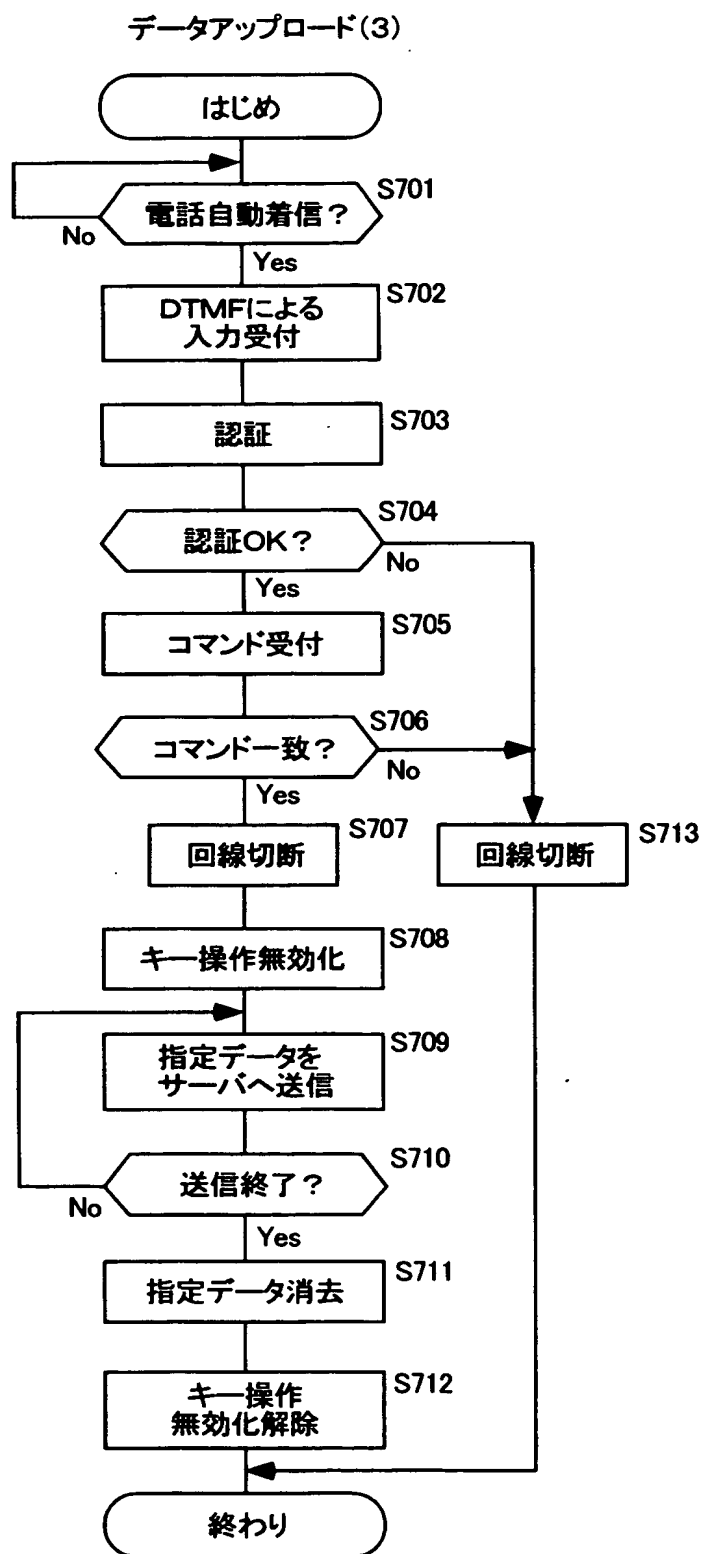 データアップロード(3)
はじめ
電話自動着信?
S701
No
Yes
DTMFによる
入力受付
S702
認証
S703
認証OK?
S704
No
Yes
コマンド受付
S705
コマンド一致?
S706
No
Yes
回線切断
S707
回線切断
S713
キー操作無効化
S708
指定データを
サーバへ送信
S709
送信終了?
S710
No
Yes
指定データ消去
S711
キー操作
無効化解除
S712
終わり